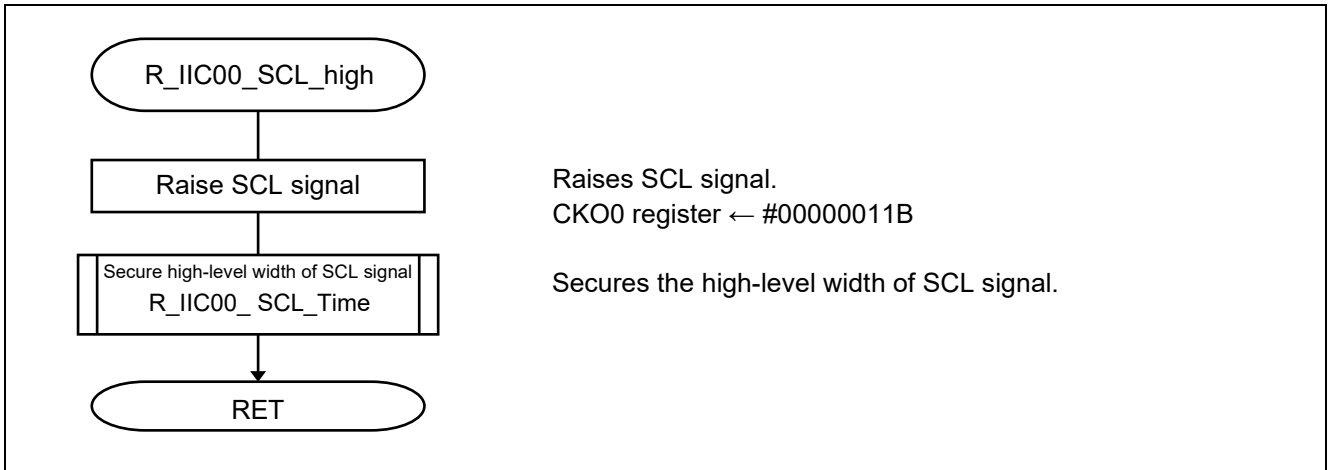 R_IIC00_SCL_high
Raise SCL signal
Raises SCL signal.
CKO0 register ← #00000011B
Secure high-level width of SCL signal
R_IIC00_ SCL_Time
Secures the high-level width of SCL signal.
RET